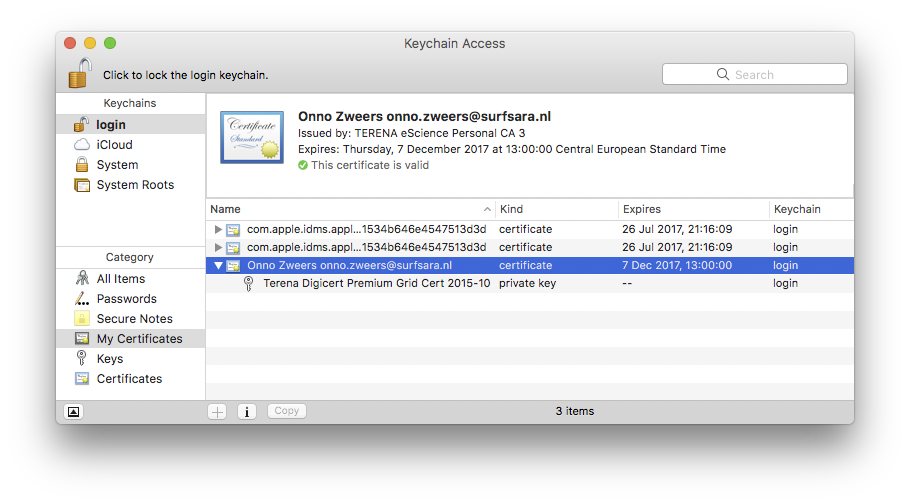 Keychain Access
Click to lock the login keychain.
Search
Keychains
login
iCloud
System
System Roots
Certificate
Standard
Onno Zweers onno.zweers@surfsara.nl
Issued by: TERENA eScience Personal CA 3
Expires: Thursday, 7 December 2017 at 13:00:00 Central European Standard Time
This certificate is valid
Name Kind Expires Keychain
com.apple.idms.appl...1534b646e4547513d3d certificate 26 Jul 2017, 21:16:09 login
com.apple.idms.appl...1534b646e4547513d3d certificate 26 Jul 2017, 21:16:09 login
Onno Zweers onno.zweers@surfsara.nl certificate 7 Dec 2017, 13:00:00 login
Terena Digicert Premium Grid Cert 2015-10 private key -- login
Category
All Items
Passwords
Secure Notes
My Certificates
Keys
Certificates
Copy
3 items